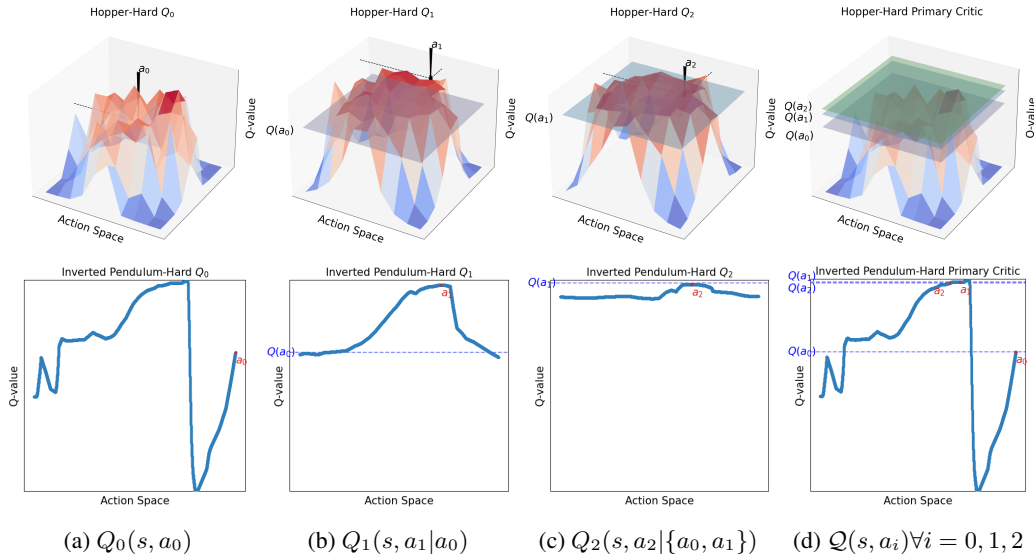 Hopper-Hard Q₀
a₀
Q-value
Action Space
Hopper-Hard Q₁
a₁
Q(a₀)
Q-value
Action Space
Hopper-Hard Q₂
a₂
Q(a₁)
Q-value
Action Space
Hopper-Hard Primary Critic
Q(a₂)
Q(a₁)
Q(a₀)
Q-value
Action Space
Inverted Pendulum-Hard Q₀
Q-value
a₀
Action Space
Inverted Pendulum-Hard Q₁
Q-value
a₁
Q(a₀)
Action Space
Inverted Pendulum-Hard Q₂
Q(a₁)
a₂
Q-value
Action Space
Inverted Pendulum-Hard Primary Critic
Q(a₁)
Q(a₂)
a₂ a₁
Q(a₀)
a₀
Q-value
Action Space
(a) Q₀(s, a₀)
(b) Q₁(s, a₁|a₀)
(c) Q₂(s, a₂|{a₀, a₁})
(d) 𝒬(s, aᵢ)∀i = 0, 1, 2